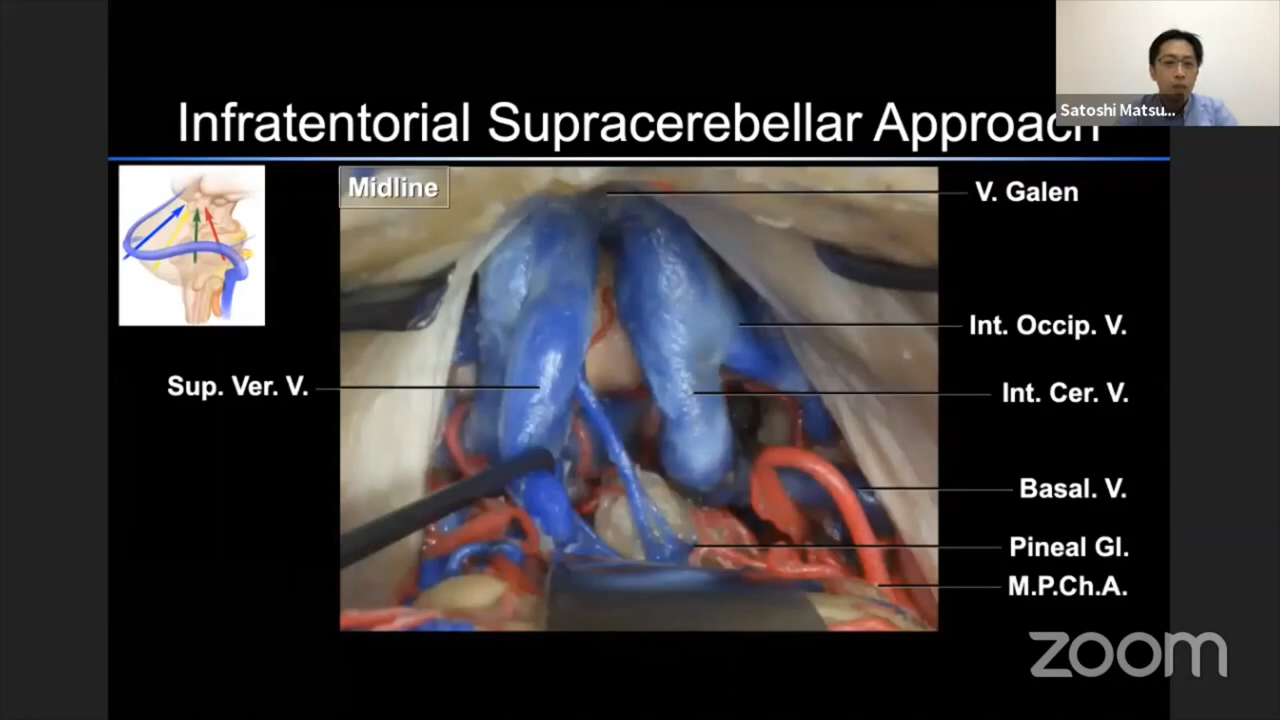 Infratentorial Supracerebellar Approach
Satoshi Matsu...
Midline
V. Galen
Int. Occip. V.
Sup. Ver. V.
Int. Cer. V.
Basal. V.
Pineal Gl.
M.P.Ch.A.
zoom